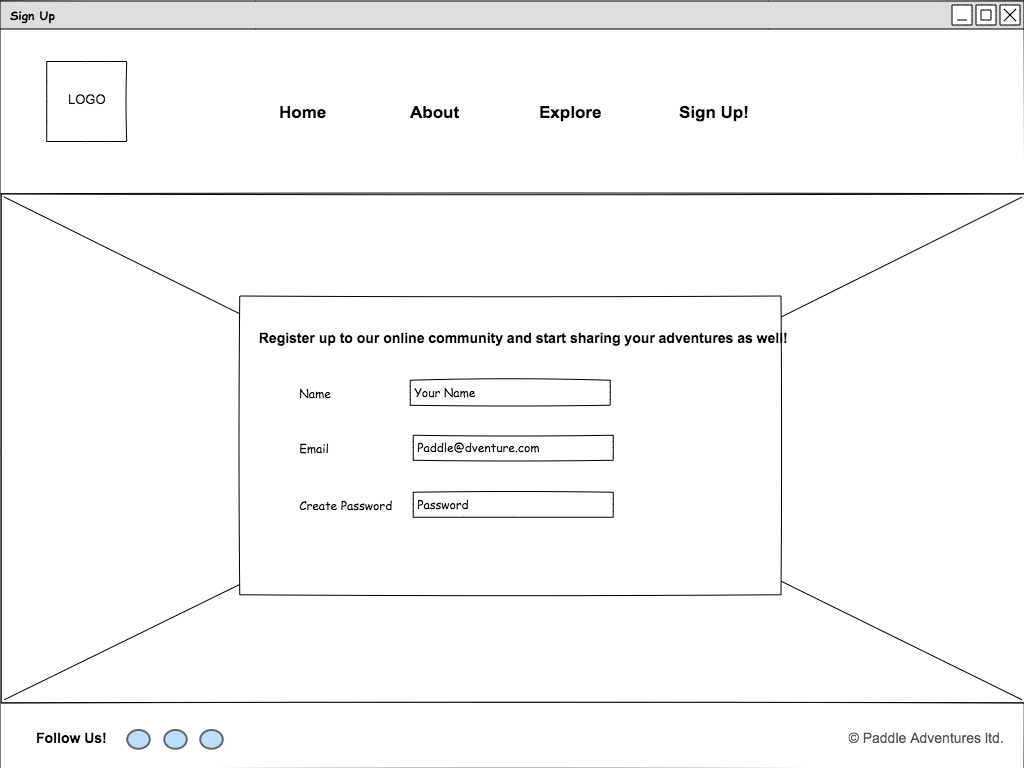 Sign Up
LOGO
Home About Explore Sign Up!
Register up to our online community and start sharing your adventures as well!
Name Your Name
Email Paddle@dventure.com
Create Password Password
Follow Us! © Paddle Adventures ltd.